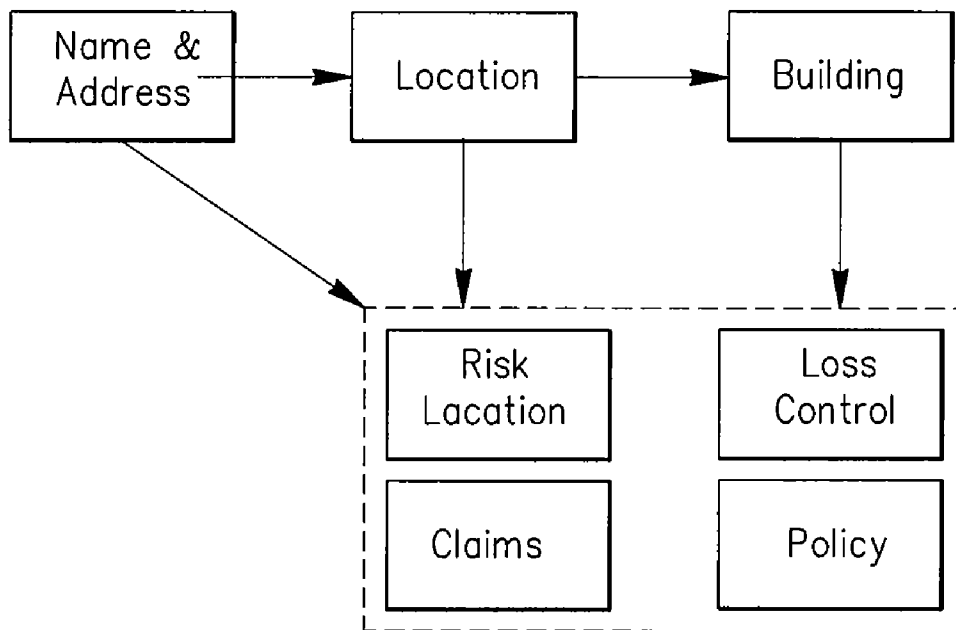 Name &
Address
Location
Building
Risk
Lacation
Loss
Control
Claims
Policy